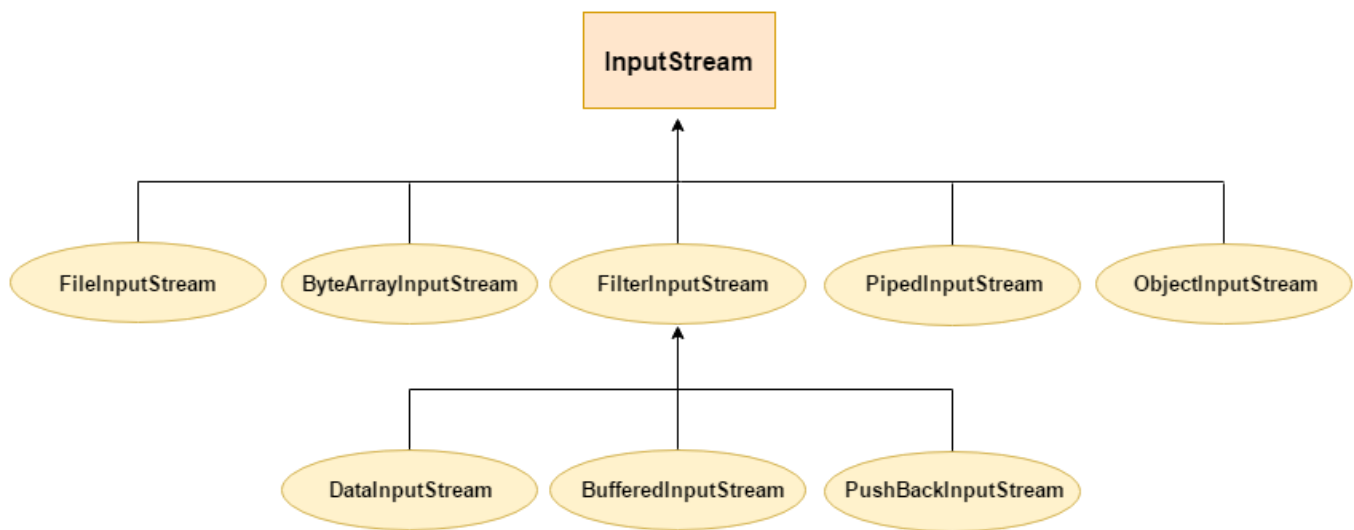 InputStream
FileInputStream
ByteArrayInputStream
FilterInputStream
PipedInputStream
ObjectInputStream
DataInputStream
BufferedInputStream
PushBackInputStream